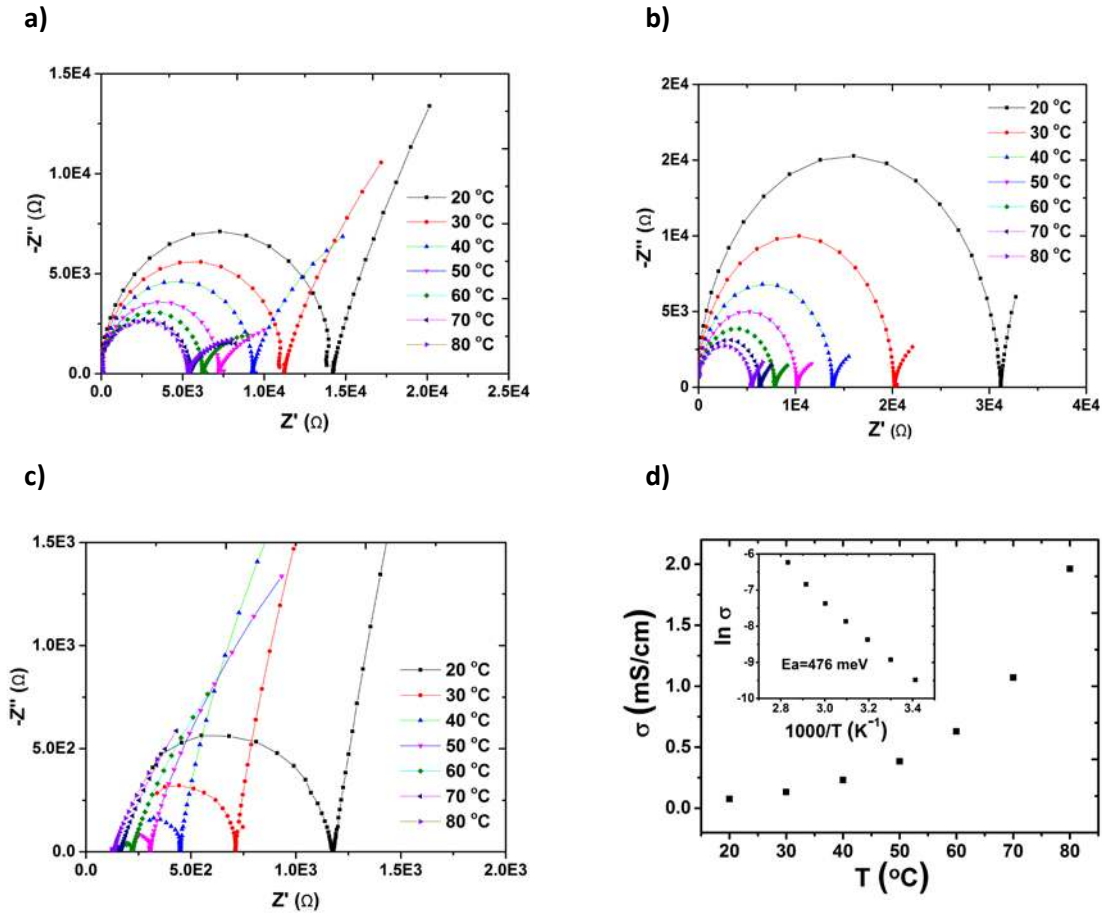 a)
1.5E4
1.0E4
5.0E3
0.0
-Z'' (Ω)
0.0 5.0E3 1.0E4 1.5E4 2.0E4 2.5E4
Z' (Ω)
20 °C
30 °C
40 °C
50 °C
60 °C
70 °C
80 °C
b)
2E4
2E4
1E4
5E3
0
-Z'' (Ω)
0 1E4 2E4 3E4 4E4
Z' (Ω)
20 °C
30 °C
40 °C
50 °C
60 °C
70 °C
80 °C
c)
1.5E3
1.0E3
5.0E2
0.0
-Z'' (Ω)
0.0 5.0E2 1.0E3 1.5E3 2.0E3
Z' (Ω)
20 °C
30 °C
40 °C
50 °C
60 °C
70 °C
80 °C
d)
2.0
1.5
1.0
0.5
0.0
σ (mS/cm)
20 30 40 50 60 70 80
T (°C)
-6
-7
-8
-9
-10
ln σ
Ea=476 meV
2.8 3.0 3.2 3.4
1000/T (K⁻¹)